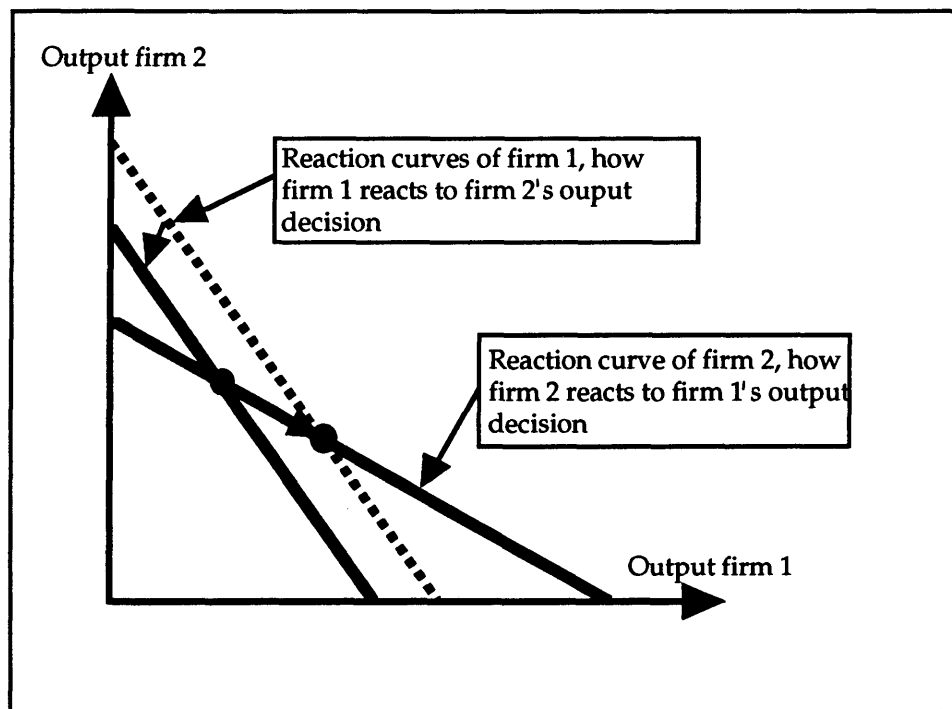 Output firm 2
Reaction curves of firm 1, how
firm 1 reacts to firm 2's ouput
decision
Reaction curve of firm 2, how
firm 2 reacts to firm 1's output
decision
Output firm 1